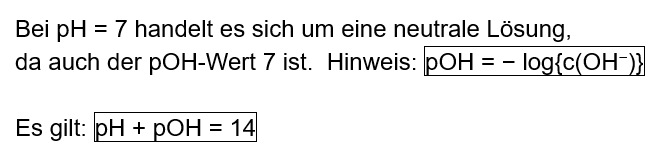 Bei pH = 7 handelt es sich um eine neutrale Lösung,
da auch der pOH-Wert 7 ist. Hinweis: pOH = − log{c(OH⁻)}
Es gilt: pH + pOH = 14